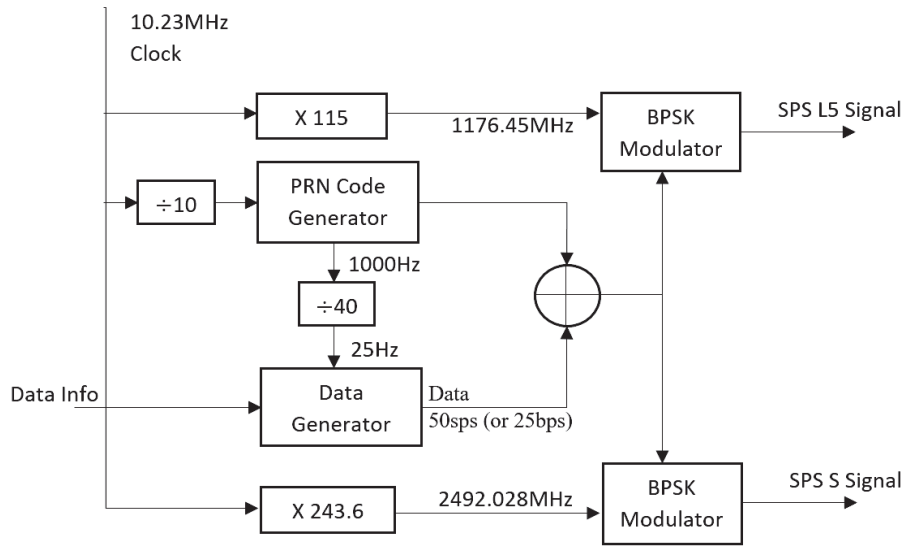 10.23MHz
Clock
X 115
1176.45MHz
BPSK
Modulator
SPS L5 Signal
÷10
PRN Code
Generator
1000Hz
÷40
25Hz
Data Info
Data
Generator
Data
50sps (or 25bps)
X 243.6
2492.028MHz
BPSK
Modulator
SPS S Signal